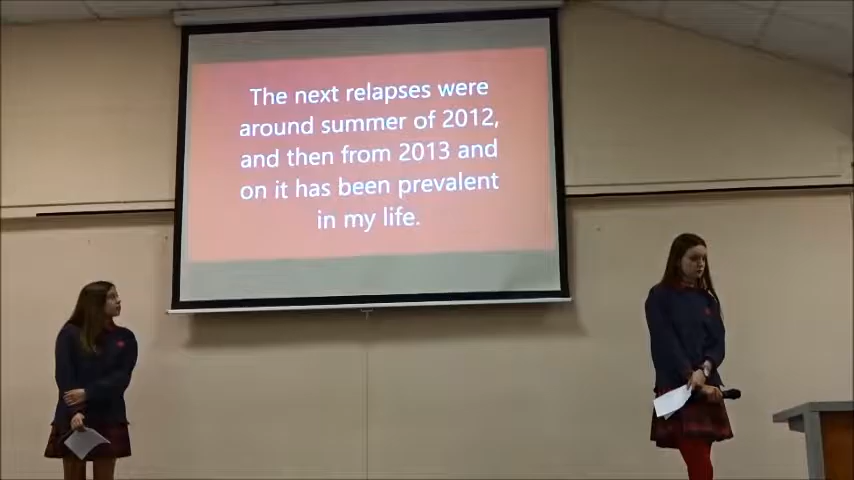 The next relapses were
around summer of 2012,
and then from 2013 and
on it has been prevalent
in my life.